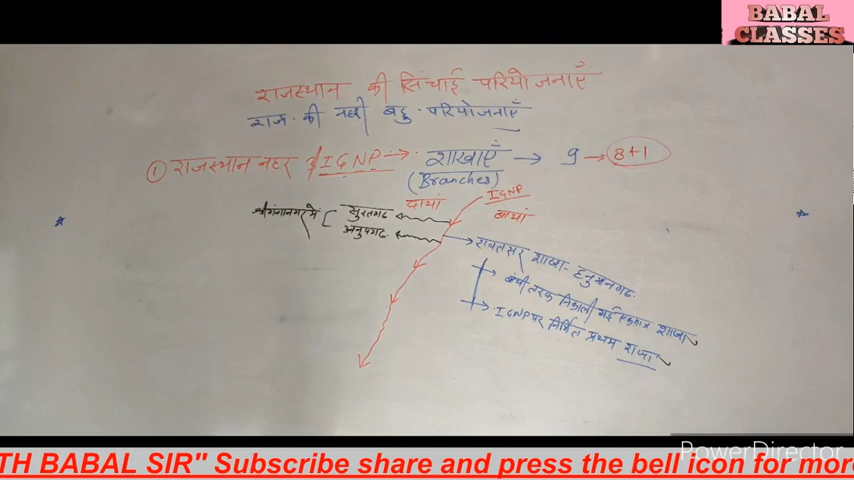 BABAL
CLASSES
राजस्थान की सिंचाई परियोजनाएँ
राज. की नहरी बहु. परियोजनाएँ
① राजस्थान नहर / IGNP → शाखाएँ → 9 → 8+1
(Branches)
IGNP
दायां
बायां
श्रीगंगानगर में
सुरतगढ
अनुपगढ
रावतसर शाखा - हनुमानगढ
→ बायीं तरफ निकाली गई एकमात्र शाखा
→ IGNP पर निर्मित प्रथम शाखा
PowerDirector
TH BABAL SIR" Subscribe share and press the bell icon for more